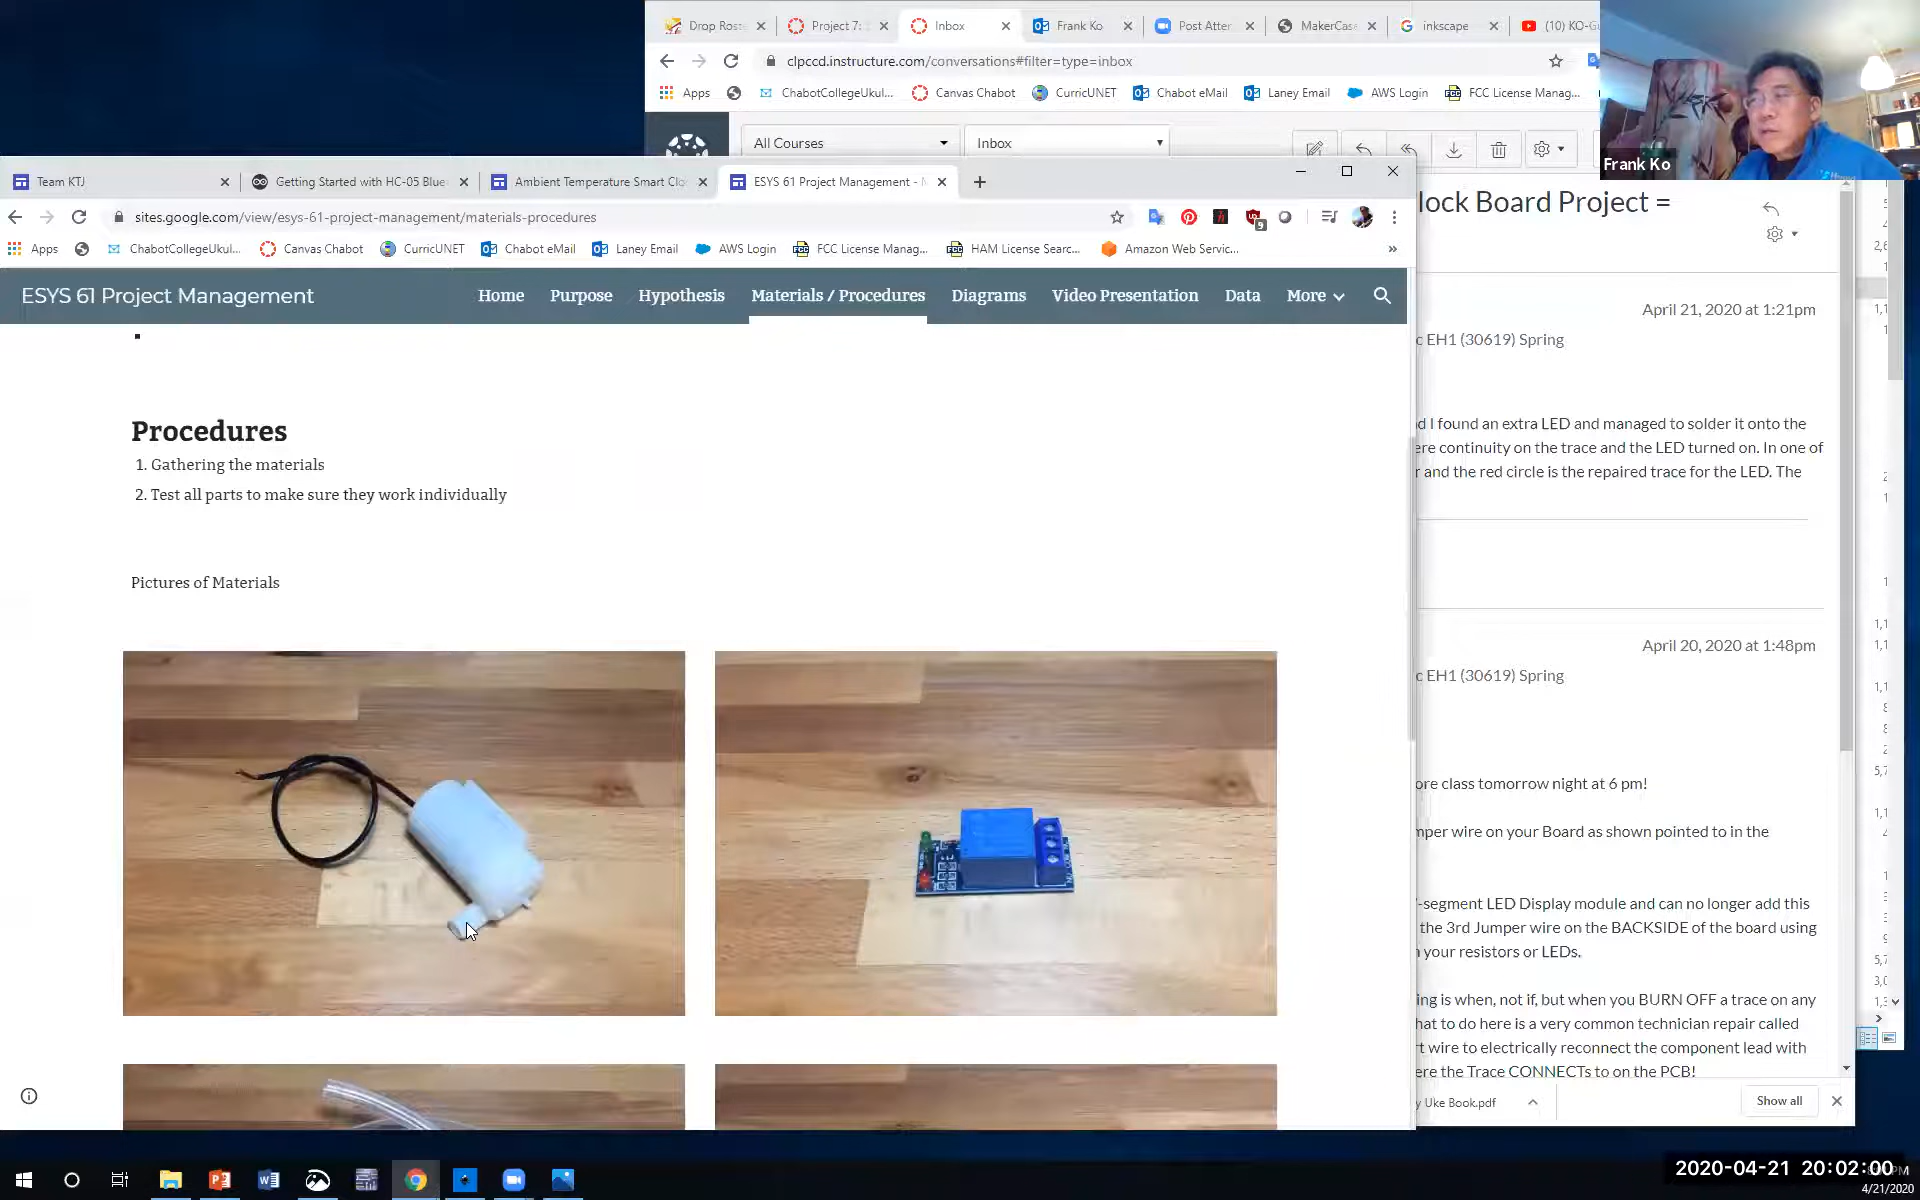 Drop Rost
Project 7:
Inbox
Frank Ko
Post Atter
MakerCase
inkscape
(10) KO-G
clpccd.instructure.com/conversations#filter=type=inbox
Apps
ChabotCollegeUkul...
Canvas Chabot
CurricUNET
Chabot eMail
Laney Email
AWS Login
FCC License Manag...
All Courses
Inbox
Frank Ko
Team KTJ
Getting Started with HC-05 Blue
Ambient Temperature Smart Clo
ESYS 61 Project Management -
sites.google.com/view/esys-61-project-management/materials-procedures
9
Apps
ChabotCollegeUkul...
Canvas Chabot
CurricUNET
Chabot eMail
Laney Email
AWS Login
FCC License Manag...
HAM License Searc...
Amazon Web Servic...
»
ESYS 61 Project Management
Home
Purpose
Hypothesis
Materials / Procedures
Diagrams
Video Presentation
Data
More
Procedures
1. Gathering the materials
2. Test all parts to make sure they work individually
Pictures of Materials
lock Board Project =
April 21, 2020 at 1:21pm
c EH1 (30619) Spring
d I found an extra LED and managed to solder it onto the
ere continuity on the trace and the LED turned on. In one of
r and the red circle is the repaired trace for the LED. The
April 20, 2020 at 1:48pm
c EH1 (30619) Spring
ore class tomorrow night at 6 pm!
mper wire on your Board as shown pointed to in the
-segment LED Display module and can no longer add this
the 3rd Jumper wire on the BACKSIDE of the board using
n your resistors or LEDs.
ing is when, not if, but when you BURN OFF a trace on any
hat to do here is a very common technician repair called
rt wire to electrically reconnect the component lead with
ere the Trace CONNECTs to on the PCB!
y Uke Book.pdf
Show all
2020-04-21 20:02:00
4/21/2020